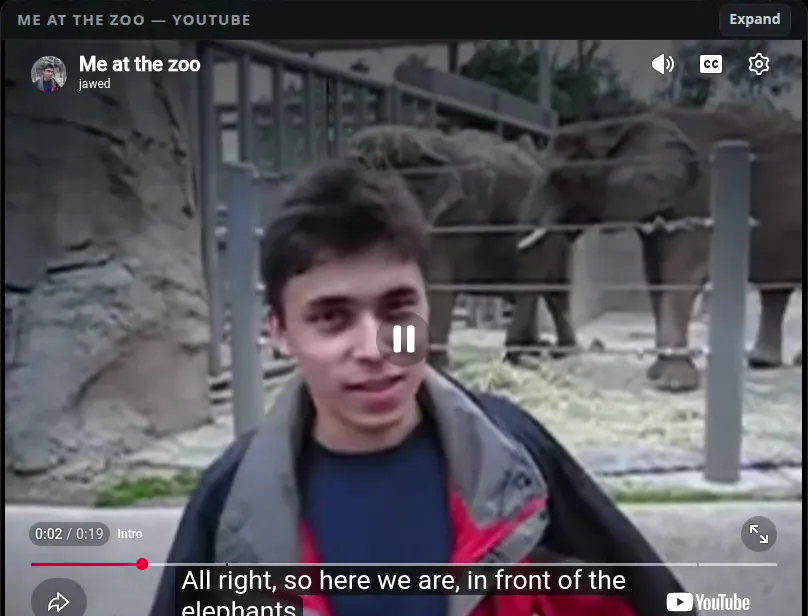 ME AT THE ZOO — YOUTUBE
Expand
Me at the zoo
jawed
CC
0:02 / 0:19 Intro
All right, so here we are, in front of the
elephants
YouTube